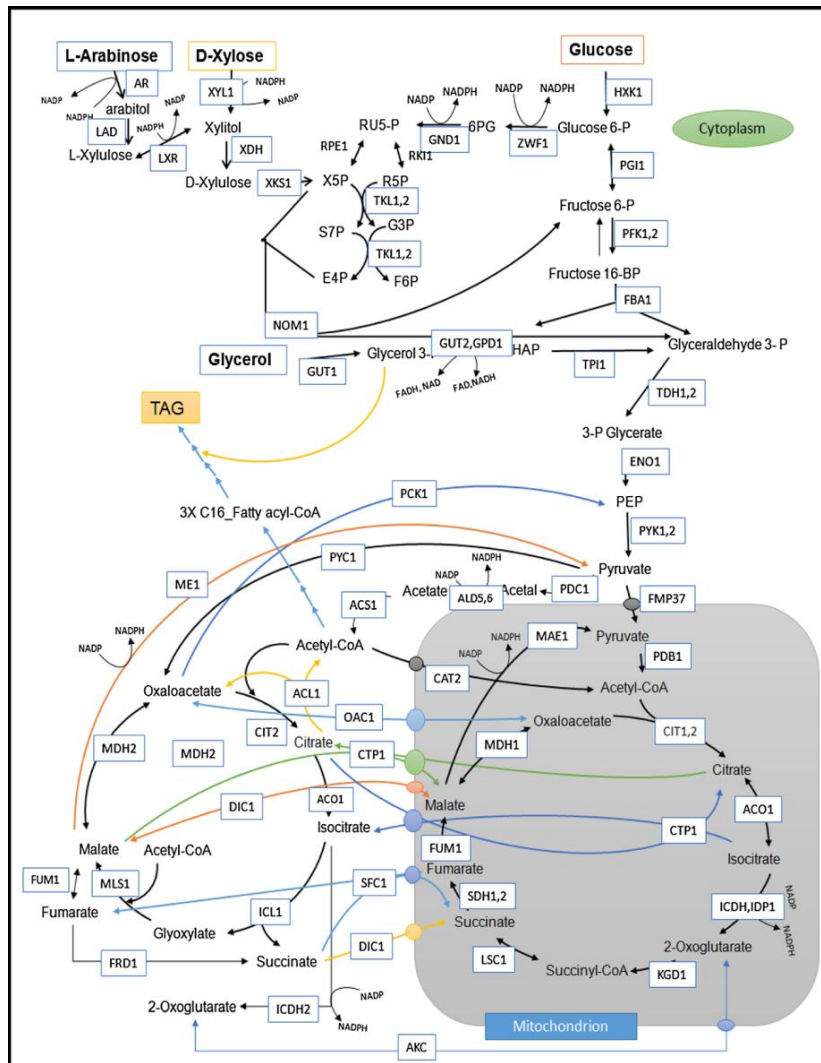 L-Arabinose
D-Xylose
Glucose
AR
NADP
NADPH
arabitol
NADP
LAD
NADPH
L-Xylulose
LXR
XYL1
NADPH
NADP
Xylitol
XDH
D-Xylulose
XKS1
HXK1
Cytoplasm
NADP
NADPH
NADP
NADPH
RU5-P
GND1
6PG
ZWF1
Glucose 6-P
RPE1
RKI1
PGI1
X5P
R5P
TKL1,2
S7P
G3P
TKL1,2
E4P
F6P
Fructose 6-P
PFK1,2
Fructose 16-BP
FBA1
NOM1
Glycerol
GUT1
Glycerol 3-
GUT2,GPD1
HAP
FADH, NAD
FAD,NADH
TPI1
Glyceraldehyde 3- P
TDH1,2
TAG
3-P Glycerate
ENO1
PCK1
PEP
3X C16_Fatty acyl-CoA
PYK1,2
PYC1
ME1
NADPH
NADP
Pyruvate
Acetate
ALD5,6
Acetal
PDC1
FMP37
ACS1
NADP
NADPH
NADPH
NADP
MAE1
Pyruvate
PDB1
Acetyl-CoA
CAT2
Acetyl-CoA
Oxaloacetate
ACL1
OAC1
Oxaloacetate
CIT2
CIT1,2
MDH2
MDH2
Citrate
CTP1
MDH1
Citrate
DIC1
ACO1
Malate
ACO1
Isocitrate
CTP1
Malate
Acetyl-CoA
FUM1
Isocitrate
FUM1
MLS1
SFC1
Fumarate
Fumarate
SDH1,2
ICDH,IDP1
NADP
NADPH
Glyoxylate
ICL1
Succinate
2-Oxoglutarate
FRD1
Succinate
DIC1
LSC1
Succinyl-CoA
KGD1
2-Oxoglutarate
ICDH2
NADP
NADPH
Mitochondrion
AKC